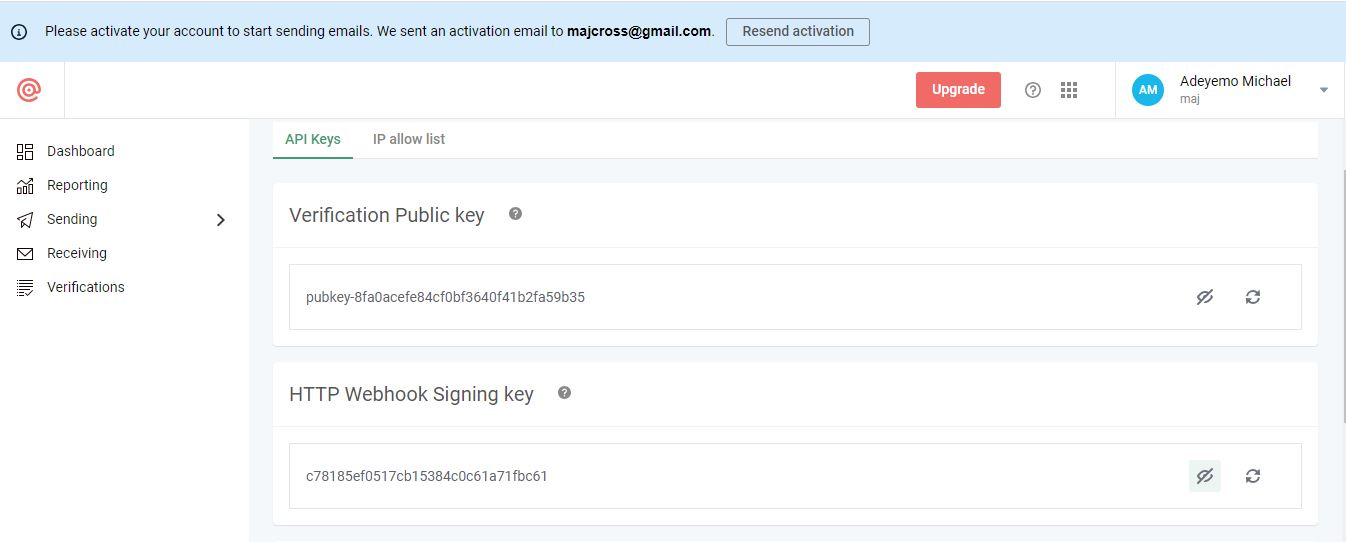 Please activate your account to start sending emails. We sent an activation email to majcross@gmail.com. Resend activation
Upgrade
AM
Adeyemo Michael
maj
Dashboard
Reporting
Sending
Receiving
Verifications
API Keys IP allow list
Verification Public key
pubkey-8fa0acefe84cf0bf3640f41b2fa59b35
HTTP Webhook Signing key
c78185ef0517cb15384c0c61a71fbc61